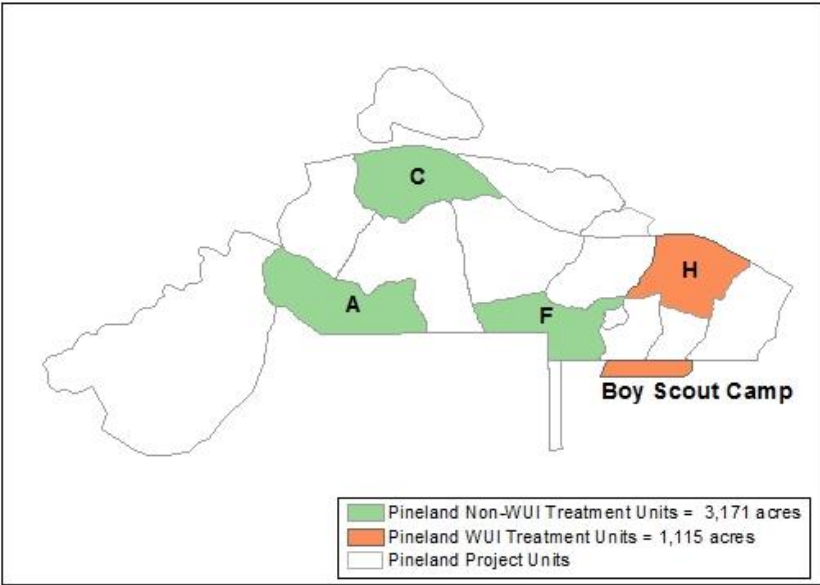 C
H
A
F
Boy Scout Camp
Pineland Non-WUI Treatment Units = 3,171 acres
Pineland WUI Treatment Units = 1,115 acres
Pineland Project Units